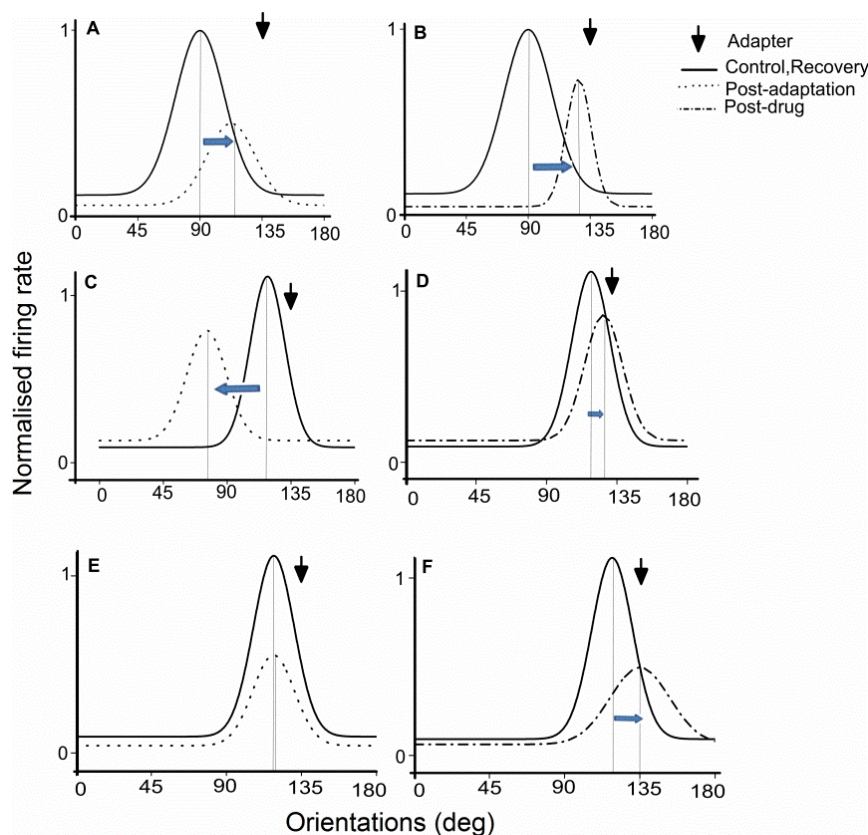 A
B
Adapter
Control,Recovery
Post-adaptation
Post-drug
1
0
0 45 90 135 180
1
0
0 45 90 135 180
C
D
1
0
0 45 90 135 180
1
0
0 45 90 135 180
E
F
1
0
0 45 90 135 180
1
0
0 45 90 135 180
Normalised firing rate
Orientations (deg)